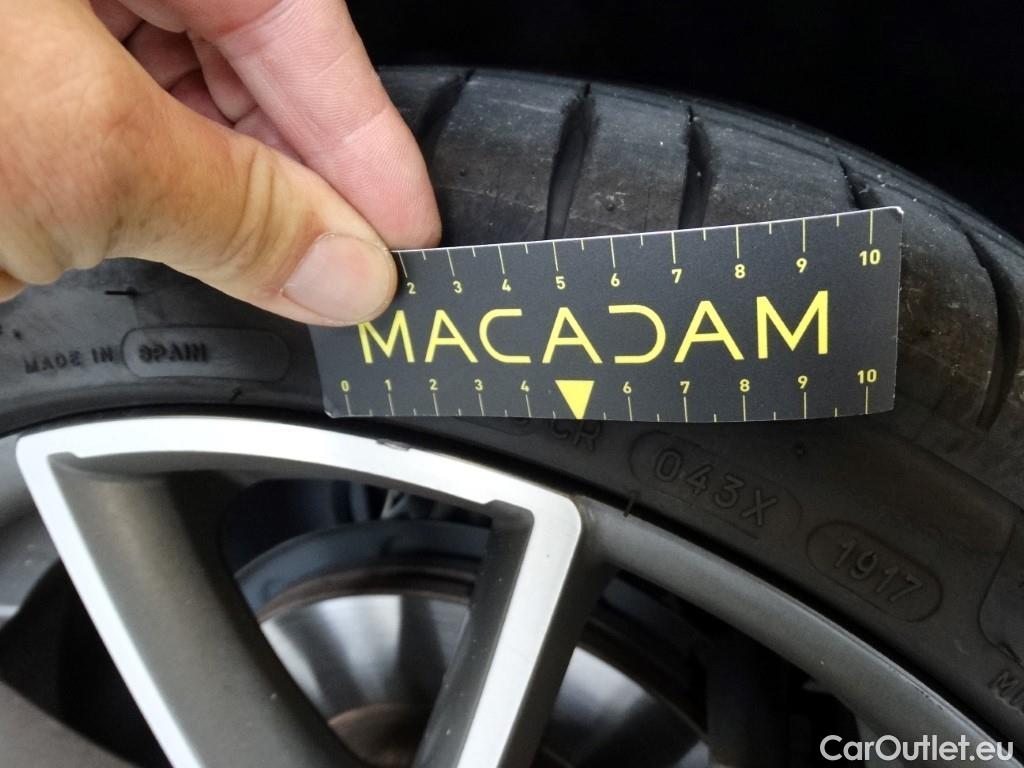 2 3 4 5 6 7 8 9 10
MACADAM
0 1 2 3 4 6 7 8 9 10
MADE IN SPAIN
CR 043X 1917
CarOutlet.eu